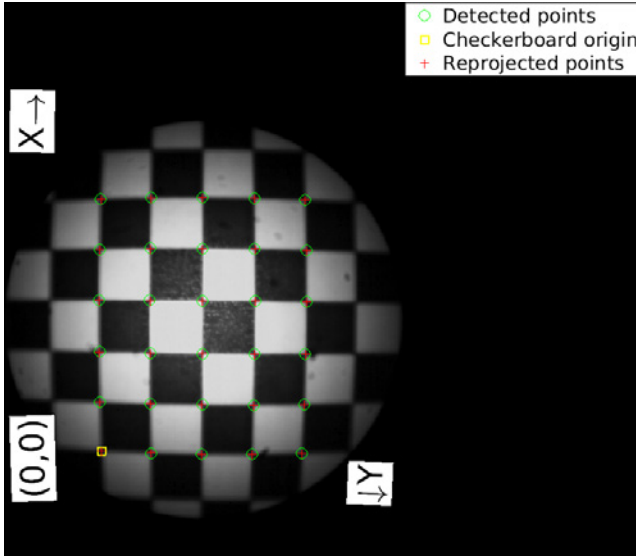 Detected points
Checkerboard origin
Reprojected points
X→
(0,0)
↓Y